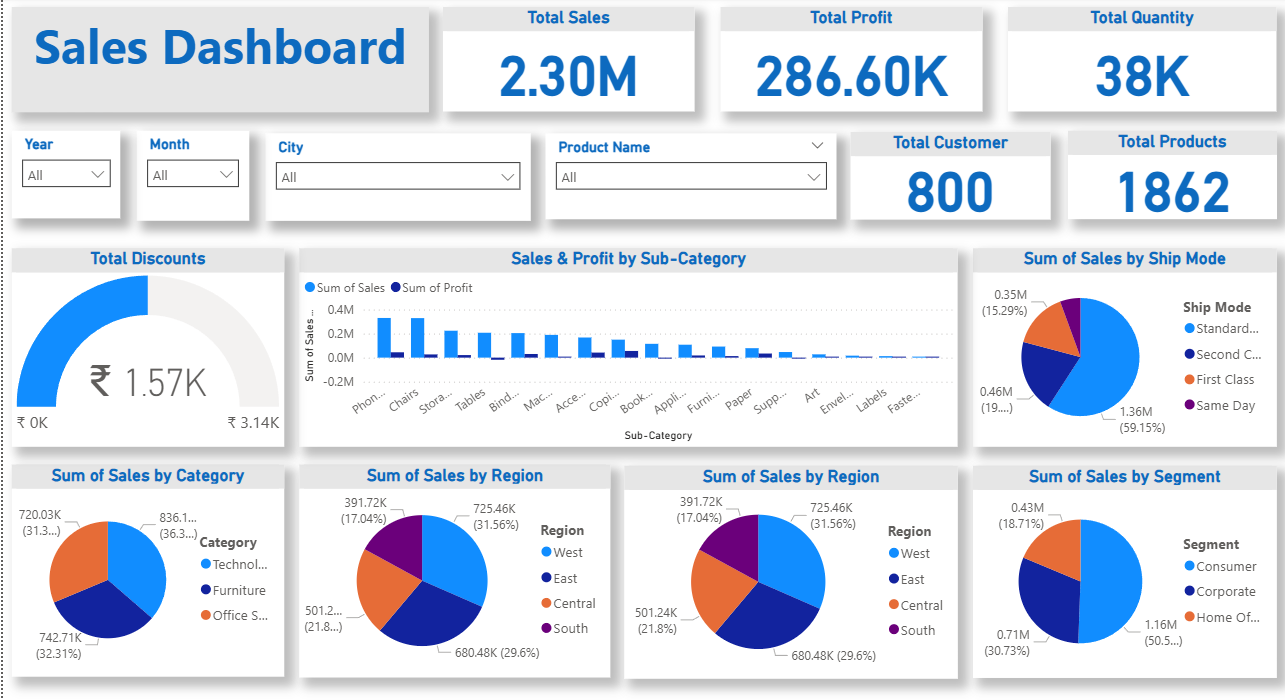 Sales Dashboard
Total Sales
2.30M
Total Profit
286.60K
Total Quantity
38K
Year
All
Month
All
City
All
Product Name
All
Total Customer
800
Total Products
1862
Total Discounts
₹ 1.57K
₹ 0K
₹ 3.14K
Sales & Profit by Sub-Category
Sum of Sales
Sum of Profit
Sum of Sales ...
0.4M
0.2M
0.0M
-0.2M
Phon...
Chairs
Stora...
Tables
Bind...
Mac...
Acce...
Copi...
Book...
Appli...
Furni...
Paper
Supp...
Art
Envel...
Labels
Faste...
Sub-Category
Sum of Sales by Ship Mode
0.35M
(15.29%)
0.46M
(19....)
1.36M
(59.15%)
Ship Mode
Standard...
Second C...
First Class
Same Day
Sum of Sales by Category
720.03K
(31.3...)
836.1...
(36.3...)
742.71K
(32.31%)
Category
Technol...
Furniture
Office S...
Sum of Sales by Region
391.72K
(17.04%)
725.46K
(31.56%)
501.2...
(21.8...)
680.48K (29.6%)
Region
West
East
Central
South
Sum of Sales by Region
391.72K
(17.04%)
725.46K
(31.56%)
501.24K
(21.8%)
680.48K (29.6%)
Region
West
East
Central
South
Sum of Sales by Segment
0.43M
(18.71%)
0.71M
(30.73%)
1.16M
(50.5...)
Segment
Consumer
Corporate
Home Of...